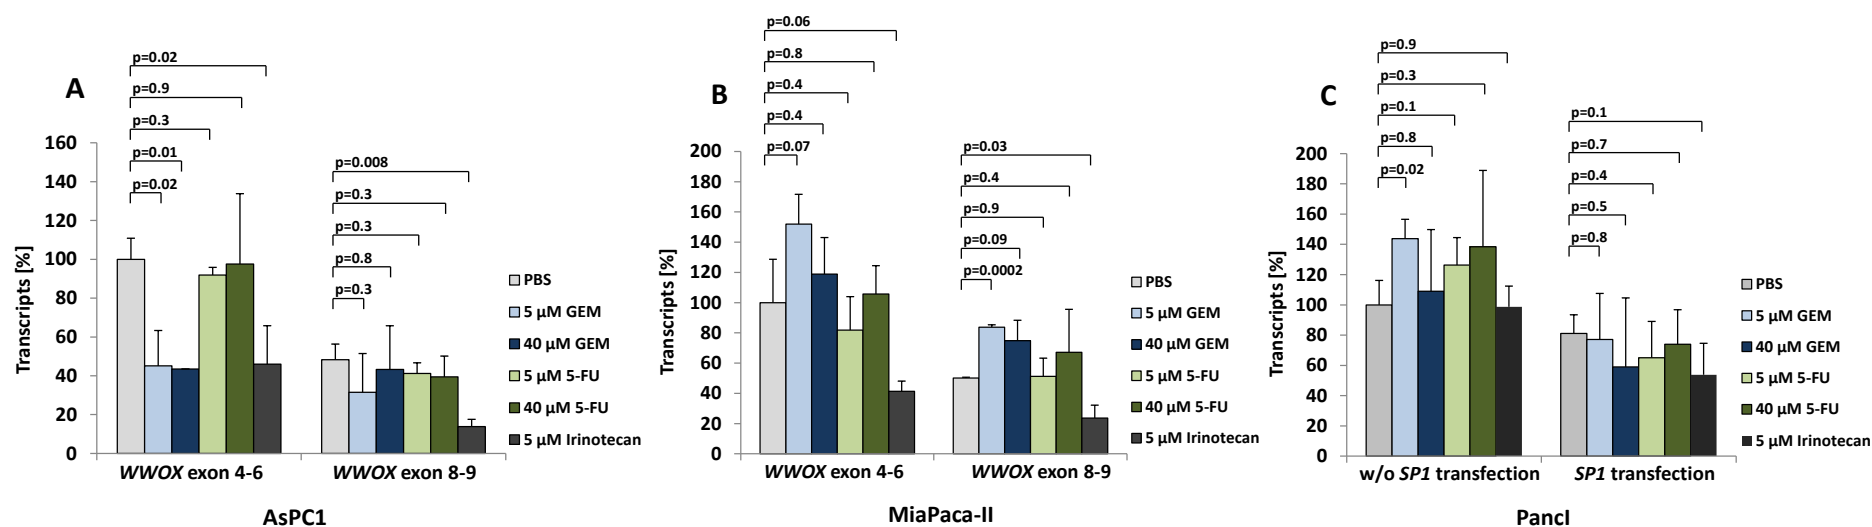 A
p=0.02
p=0.9
p=0.3
p=0.01
p=0.02
p=0.008
p=0.3
p=0.3
p=0.3
p=0.8
p=0.3
Transcripts [%]
160
140
120
100
80
60
40
20
0
WWOX exon 4-6
WWOX exon 8-9
AsPC1
PBS
5 µM GEM
40 µM GEM
5 µM 5-FU
40 µM 5-FU
5 µM Irinotecan
B
p=0.06
p=0.8
p=0.4
p=0.4
p=0.07
p=0.03
p=0.4
p=0.9
p=0.09
p=0.0002
Transcripts [%]
200
180
160
140
120
100
80
60
40
20
0
WWOX exon 4-6
WWOX exon 8-9
MiaPaca-II
PBS
5 µM GEM
40 µM GEM
5 µM 5-FU
40 µM 5-FU
5 µM Irinotecan
C
p=0.9
p=0.3
p=0.1
p=0.8
p=0.02
p=0.1
p=0.7
p=0.4
p=0.5
p=0.8
Transcripts [%]
200
180
160
140
120
100
80
60
40
20
0
w/o SP1 transfection
SP1 transfection
PancI
PBS
5 µM GEM
40 µM GEM
5 µM 5-FU
40 µM 5-FU
5 µM Irinotecan